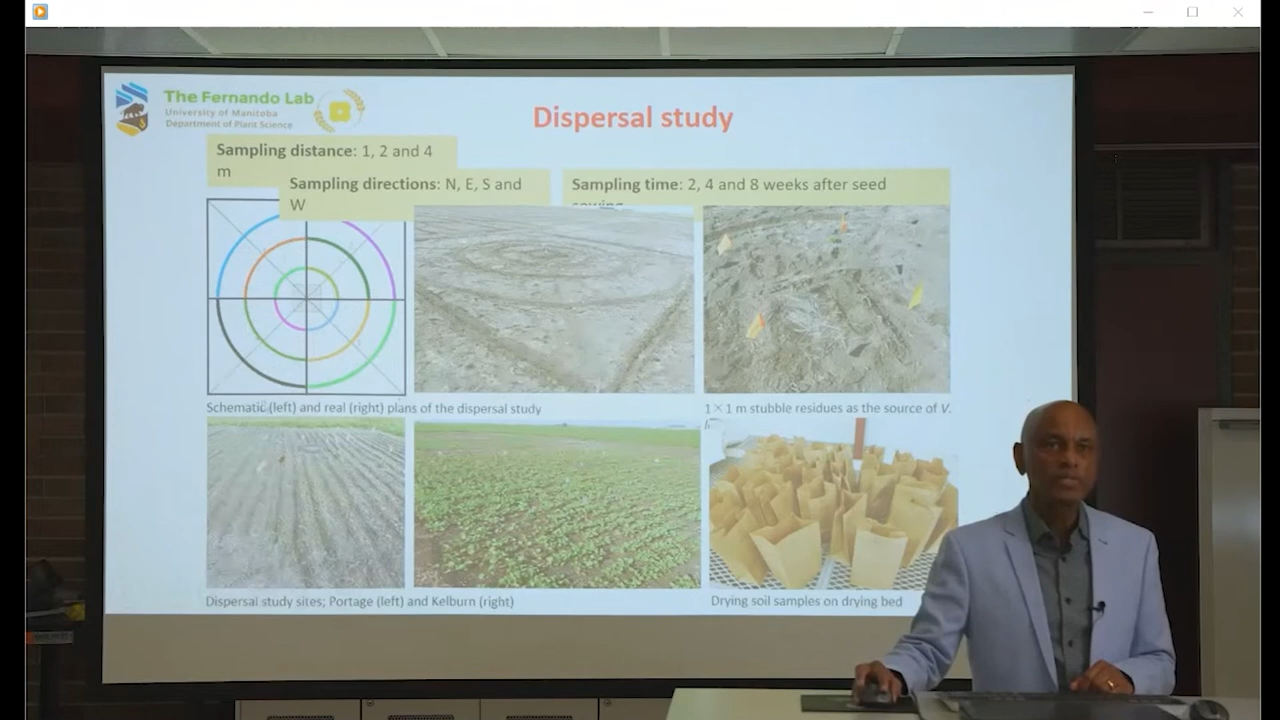 The Fernando Lab
University of Manitoba
Department of Plant Science
Dispersal study
Sampling distance: 1, 2 and 4
m
Sampling directions: N, E, S and
W
Sampling time: 2, 4 and 8 weeks after seed
sowing
Schematic (left) and real (right) plans of the dispersal study
1 × 1 m stubble residues as the source of V.
Dispersal study sites; Portage (left) and Kelburn (right)
Drying soil samples on drying bed